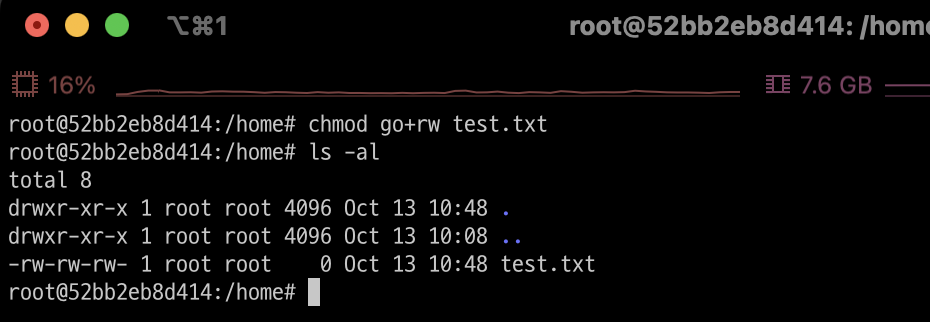 ⌥⌘1
root@52bb2eb8d414: /hom
16%
7.6 GB
root@52bb2eb8d414:/home# chmod go+rw test.txt
root@52bb2eb8d414:/home# ls -al
total 8
drwxr-xr-x 1 root root 4096 Oct 13 10:48 .
drwxr-xr-x 1 root root 4096 Oct 13 10:08 ..
-rw-rw-rw- 1 root root    0 Oct 13 10:48 test.txt
root@52bb2eb8d414:/home#